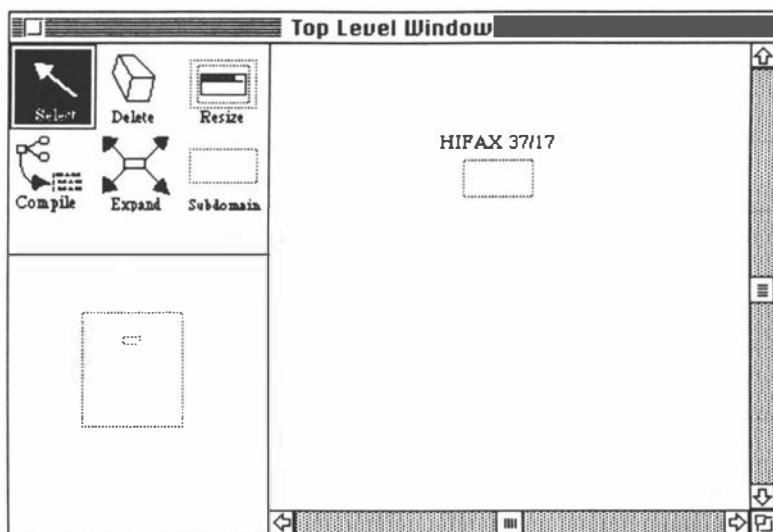 Top Level Window
Select
Delete
Resize
Compile
Expand
Subdomain
HIFAX 37/17